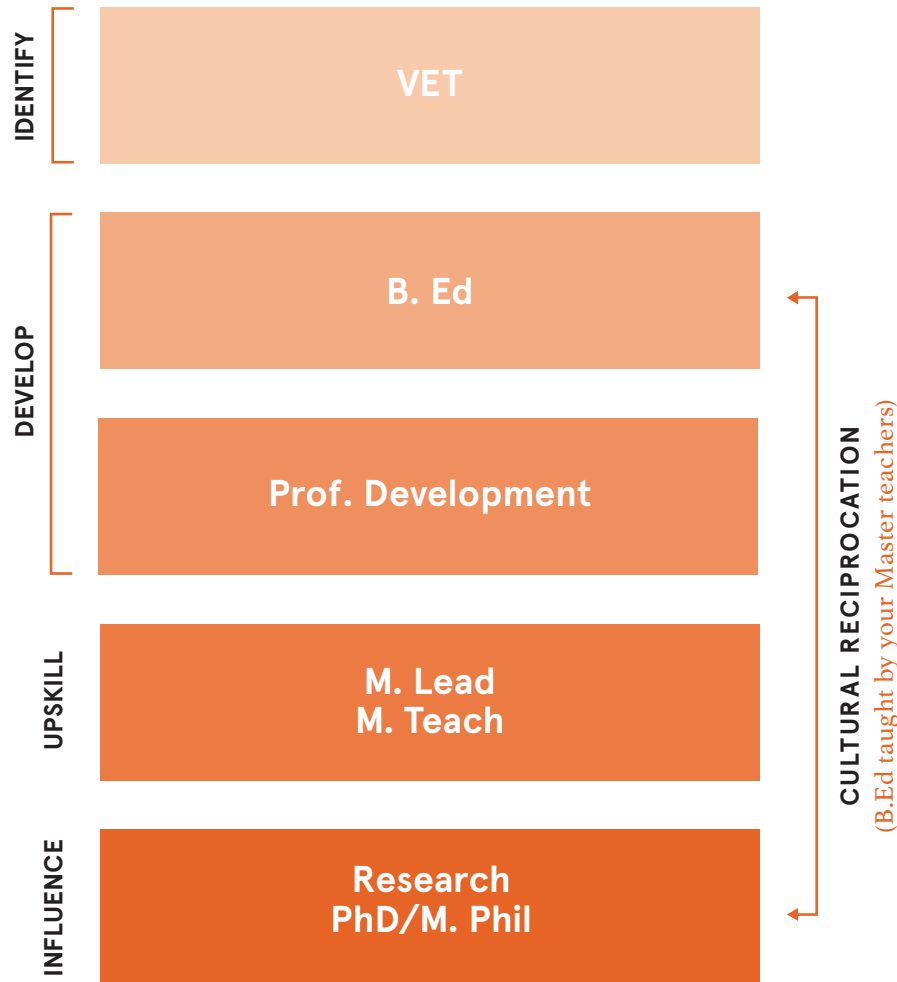 IDENTIFY
VET
DEVELOP
B. Ed
Prof. Development
UPSKILL
M. Lead
M. Teach
INFLUENCE
Research
PhD/M. Phil
CULTURAL RECIPROCATION
(B.Ed taught by your Master teachers)